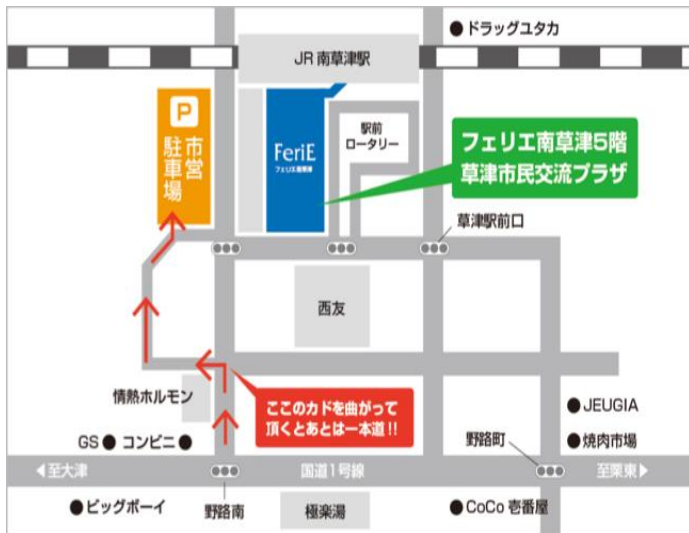 ドラッグユタカ
JR 南草津駅
P
市営
駐車場
FeriE
フェリエ南草津
駅前
ロータリー
フェリエ南草津5階
草津市民交流プラザ
草津駅前口
西友
情熱ホルモン
ここのカドを曲がって
頂くとあとは一本道!!
JEUGIA
GS
コンビニ
野路町
焼肉市場
至大津
国道1号線
至栗東
ビッグボーイ
野路南
極楽湯
CoCo 壱番屋